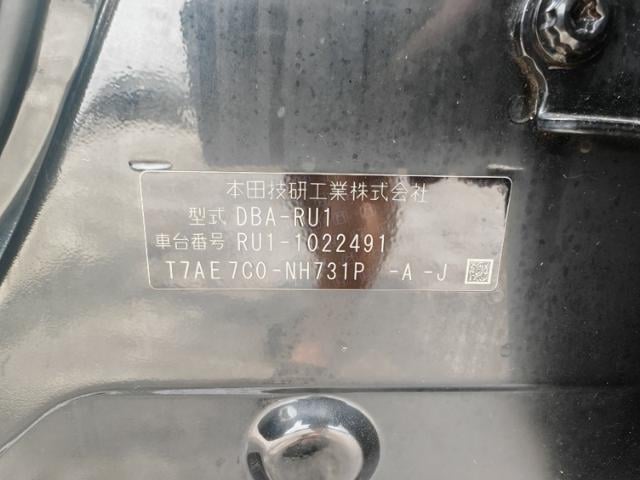 本田技研工業株式会社
型式 DBA-RU1
車台番号 RU1-1022491
T7AE7C0-NH731P -A-J